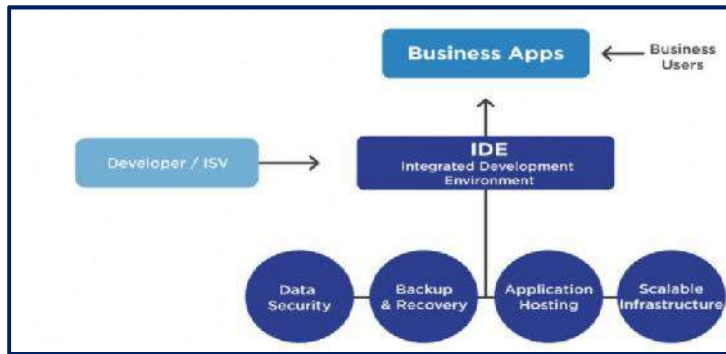 Business Apps
Business
Users
Developer / ISV
IDE
Integrated Development
Environment
Data
Security
Backup
& Recovery
Application
Hosting
Scalable
Infrastructure